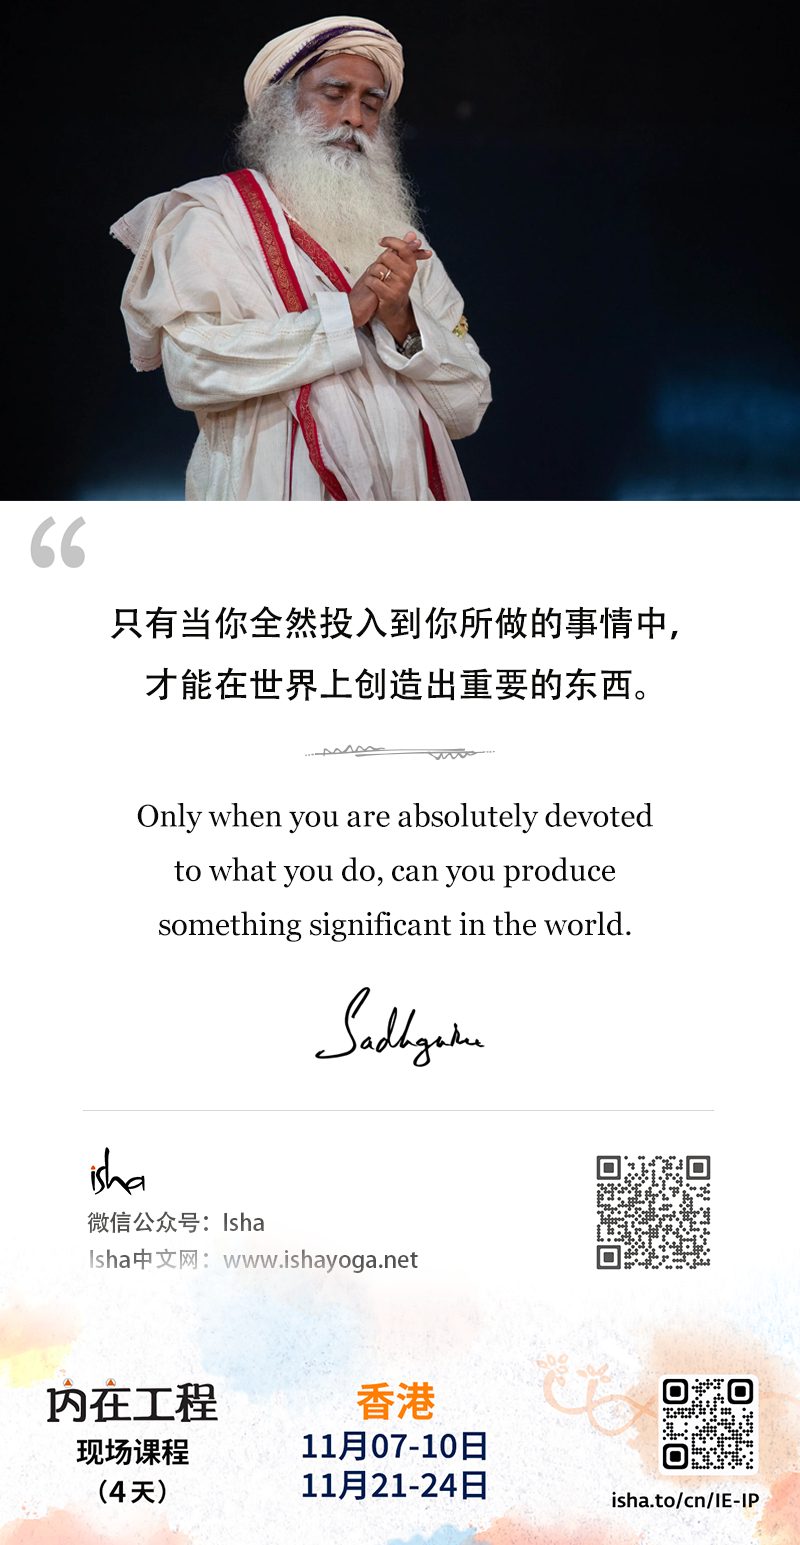 “
只有当你全然投入到你所做的事情中,
才能在世界上创造出重要的东西。
Only when you are absolutely devoted
to what you do, can you produce
something significant in the world.
Sadhguru
isha
微信公众号：Isha
Isha中文网：www.ishayoga.net
内在工程
现场课程
（4天）
香港
11月07-10日
11月21-24日
isha.to/cn/IE-IP